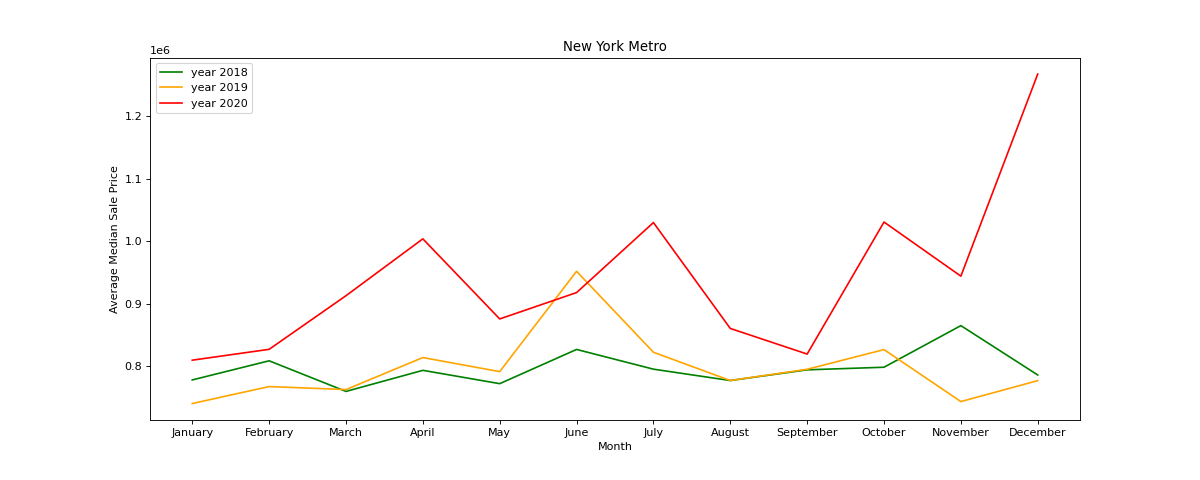 New York Metro
1e6
year 2018
year 2019
year 2020
1.2
1.1
1.0
0.9
0.8
Average Median Sale Price
January February March April May June July August September October November December
Month